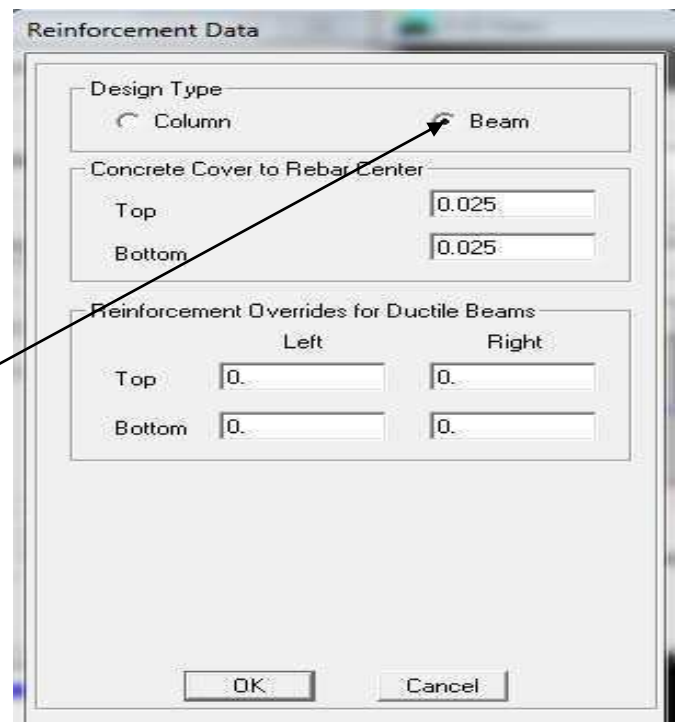 Reinforcement Data
Design Type
Column Beam
Concrete Cover to Rebar Center
Top 0.025
Bottom 0.025
Reinforcement Overrides for Ductile Beams
Left Right
Top 0. 0.
Bottom 0. 0.
OK Cancel